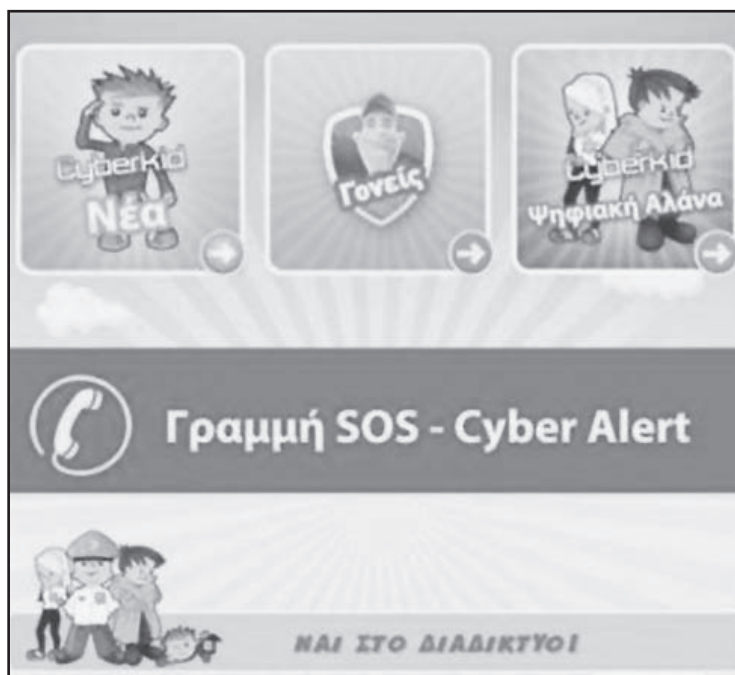 Cyberkid
Νέα
Γονείς
Cyberkid
Ψηφιακή Αλάνα
Γραμμή SOS - Cyber Alert
ΝΑΙ ΣΤΟ ΔΙΑΔΙΚΤΥΟ!